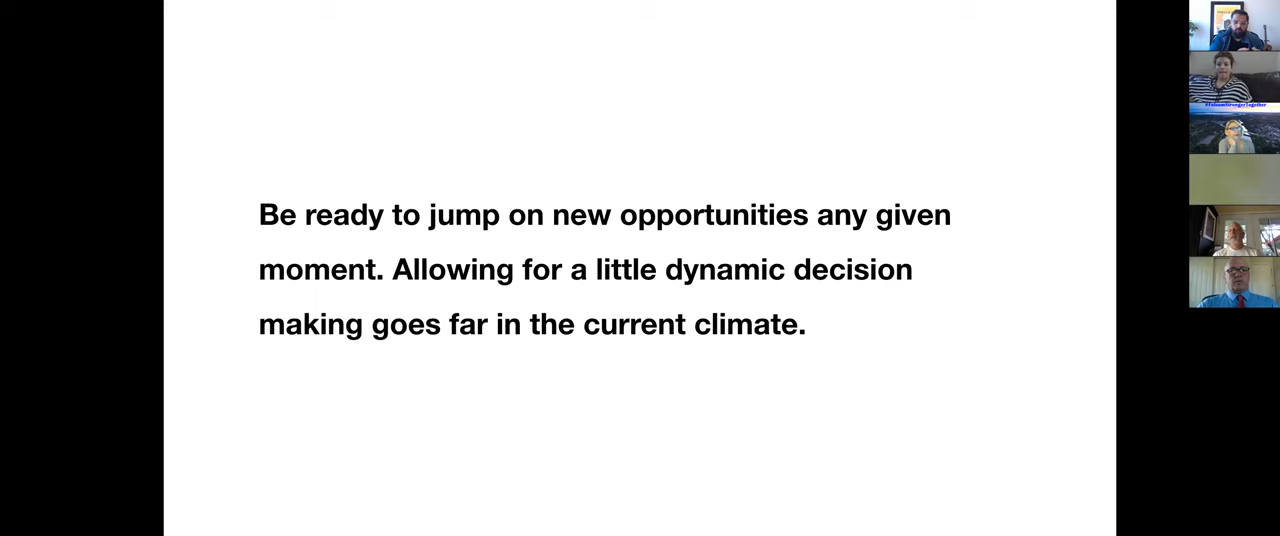 Be ready to jump on new opportunities any given
moment. Allowing for a little dynamic decision
making goes far in the current climate.
#FolsomStrongerTogether